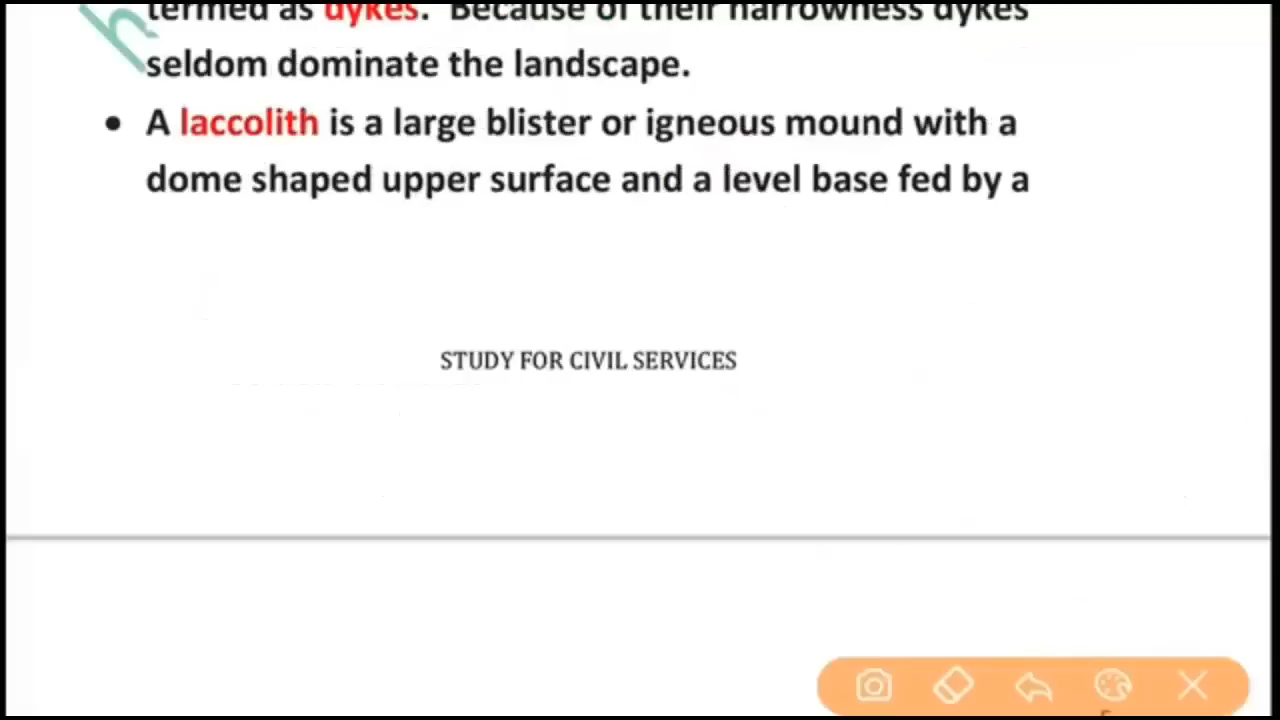 termed as dykes. Because of their narrowness dykes
seldom dominate the landscape.
• A laccolith is a large blister or igneous mound with a
dome shaped upper surface and a level base fed by a
STUDY FOR CIVIL SERVICES